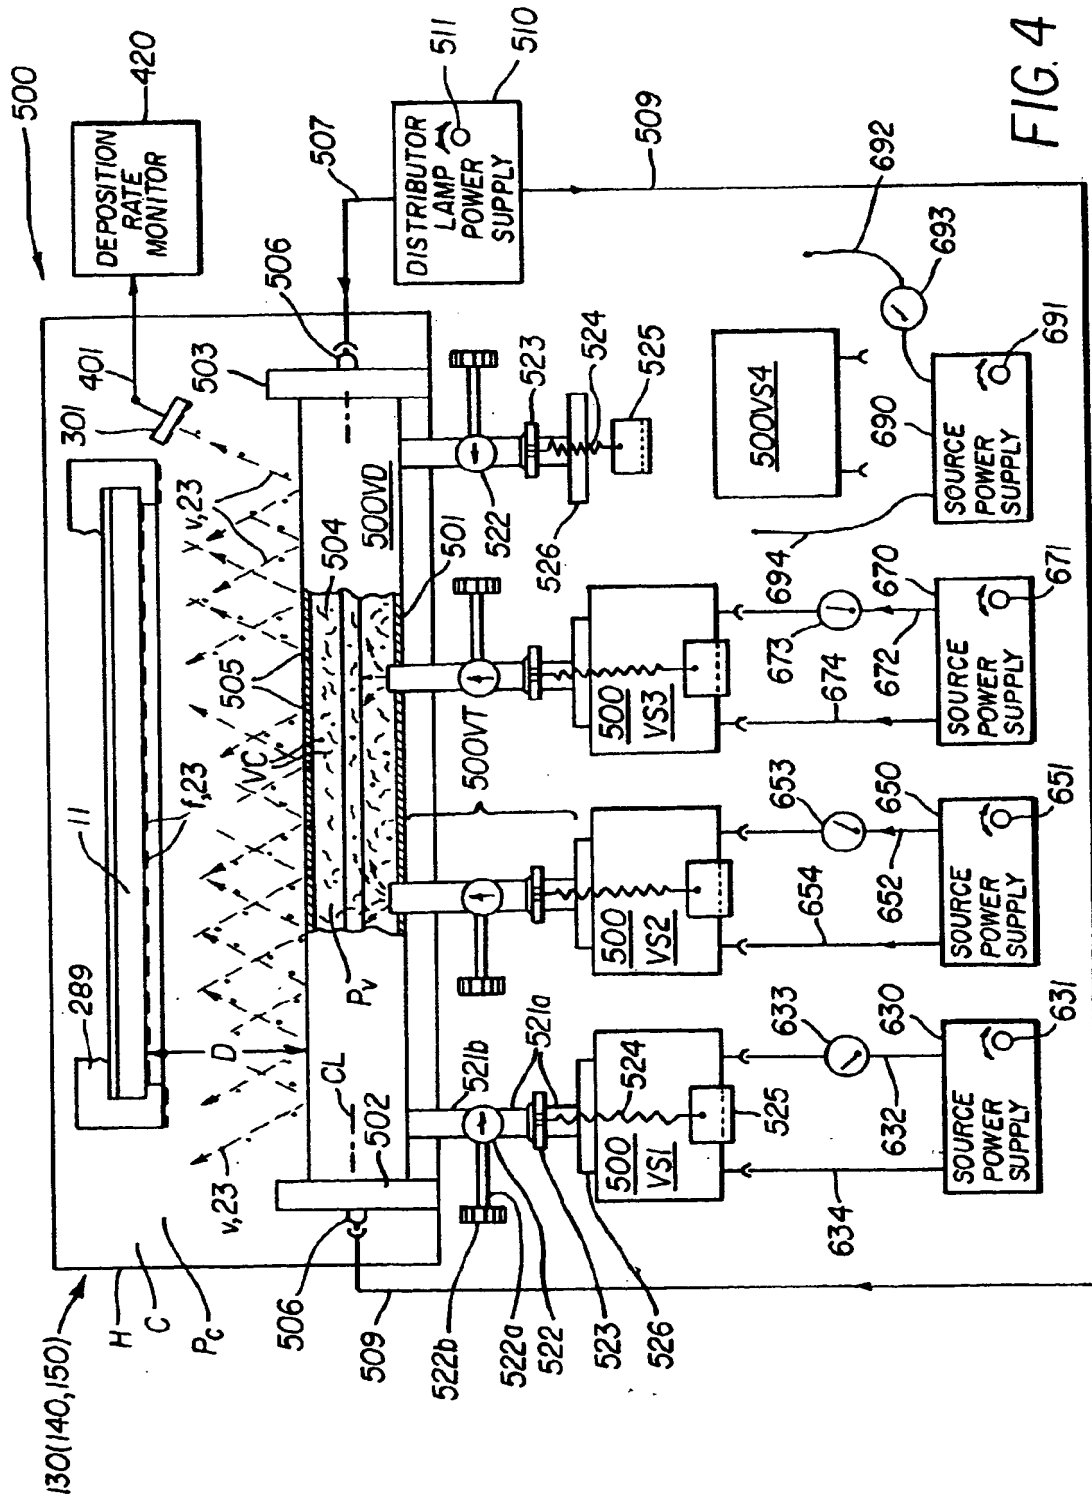 500
DEPOSITION
RATE
MONITOR
420
507
DISTRIBUTOR
LAMP
POWER
SUPPLY
511
510
509
FIG. 4
130(140,150)
H
C
Pc
289
11
f,23
D
v,23
v,23
301
401
503
506
CL
502
506
Pv
VC
505
504
501
500VD
500VT
509
522b
522a
522
523
526
521b
521a
524
525
500
VS1
500
VS2
500
VS3
500VS4
522
523
524
525
526
634
633
632
630
SOURCE
POWER
SUPPLY
631
654
653
652
650
SOURCE
POWER
SUPPLY
651
674
673
672
670
SOURCE
POWER
SUPPLY
671
694
693
692
690
SOURCE
POWER
SUPPLY
691